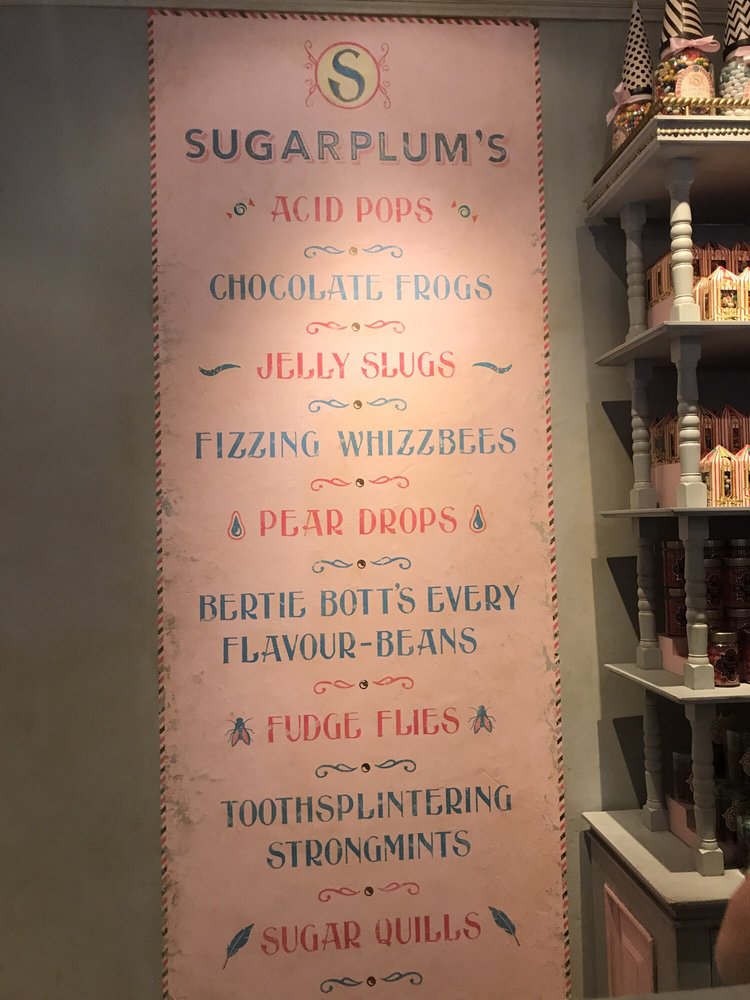 S
SUGARPLUM'S
ACID POPS
CHOCOLATE FROGS
JELLY SLUGS
FIZZING WHIZZBEES
PEAR DROPS
BERTIE BOTT'S EVERY
FLAVOUR-BEANS
FUDGE FLIES
TOOTHSPLINTERING
STRONGMINTS
SUGAR QUILLS